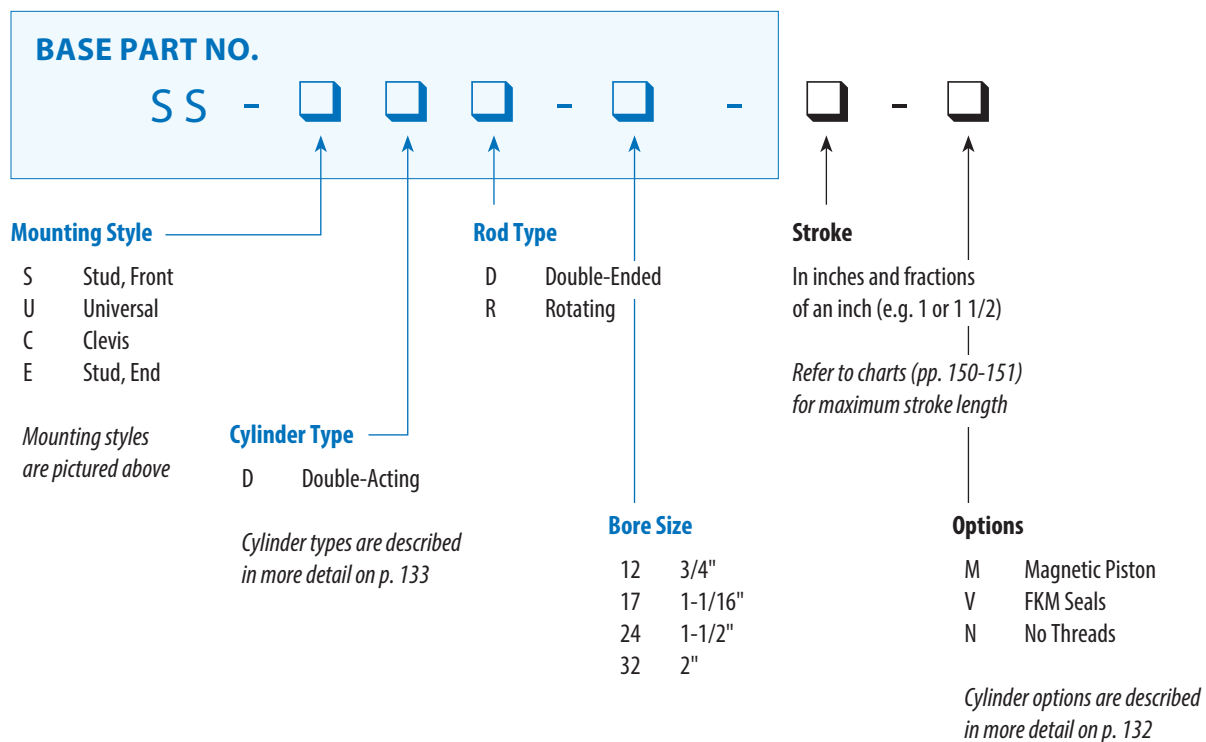 BASE PART NO.
SS - ❑ ❑ ❑ - ❑ - ❑ - ❑
Mounting Style
S Stud, Front
U Universal
C Clevis
E Stud, End
Mounting styles
are pictured above
Cylinder Type
D Double-Acting
Cylinder types are described
in more detail on p. 133
Rod Type
D Double-Ended
R Rotating
Bore Size
12 3/4"
17 1-1/16"
24 1-1/2"
32 2"
Stroke
In inches and fractions
of an inch (e.g. 1 or 1 1/2)
Refer to charts (pp. 150-151)
for maximum stroke length
Options
M Magnetic Piston
V FKM Seals
N No Threads
Cylinder options are described
in more detail on p. 132